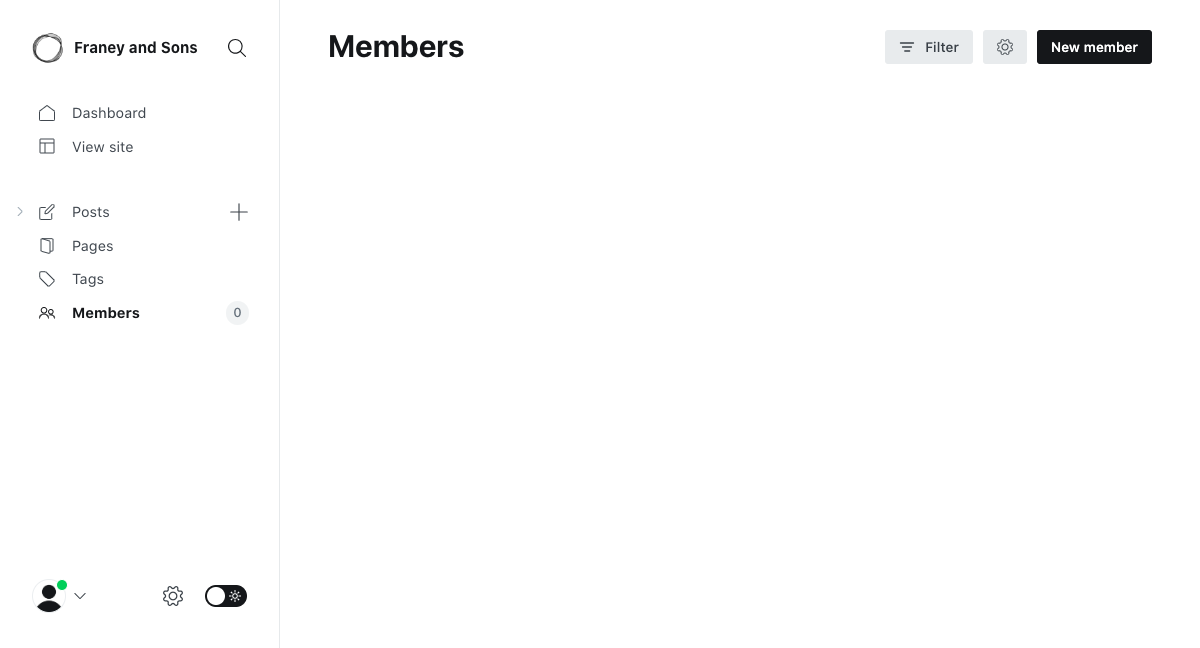 Franey and Sons
Dashboard
View site
Posts
Pages
Tags
Members
0
Members
Filter
New member